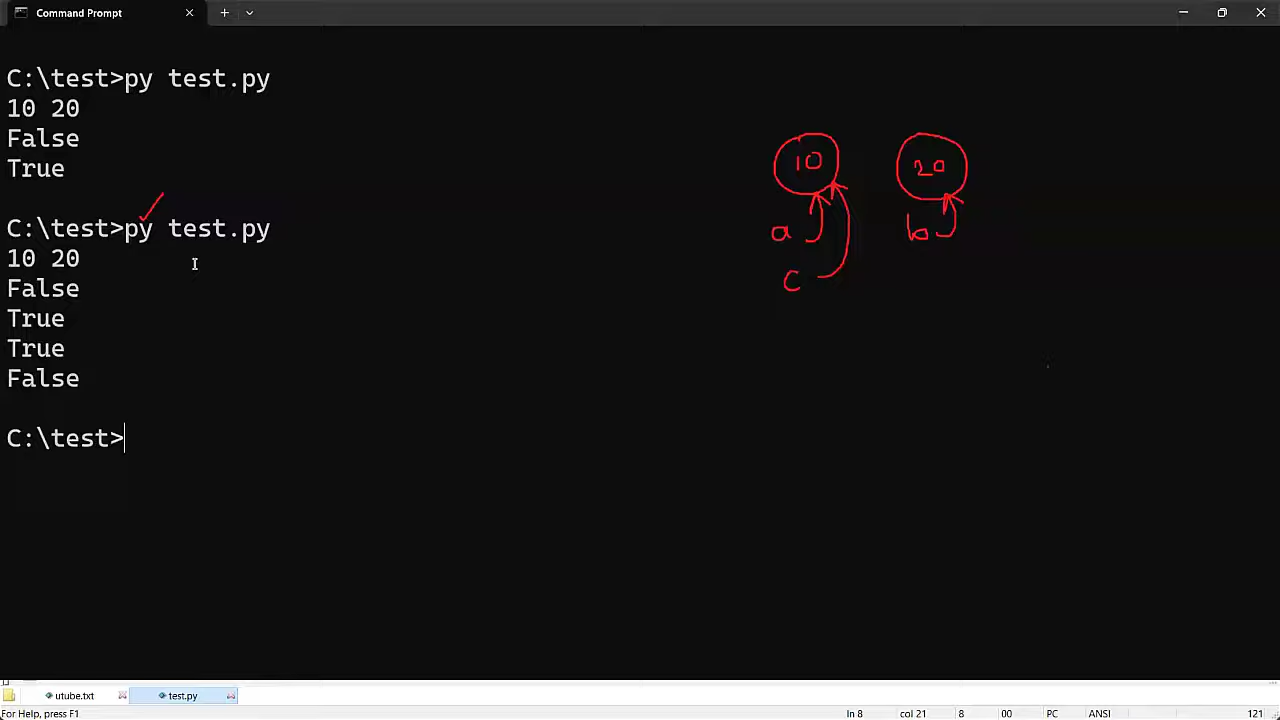 Command Prompt
C:\test>py test.py
10 20
False
True
C:\test>py test.py
10 20
False
True
True
False
C:\test>
10 20
a b
c
utube.txt test.py
For Help, press F1 ln 8 col 21 8 00 PC ANSI 121